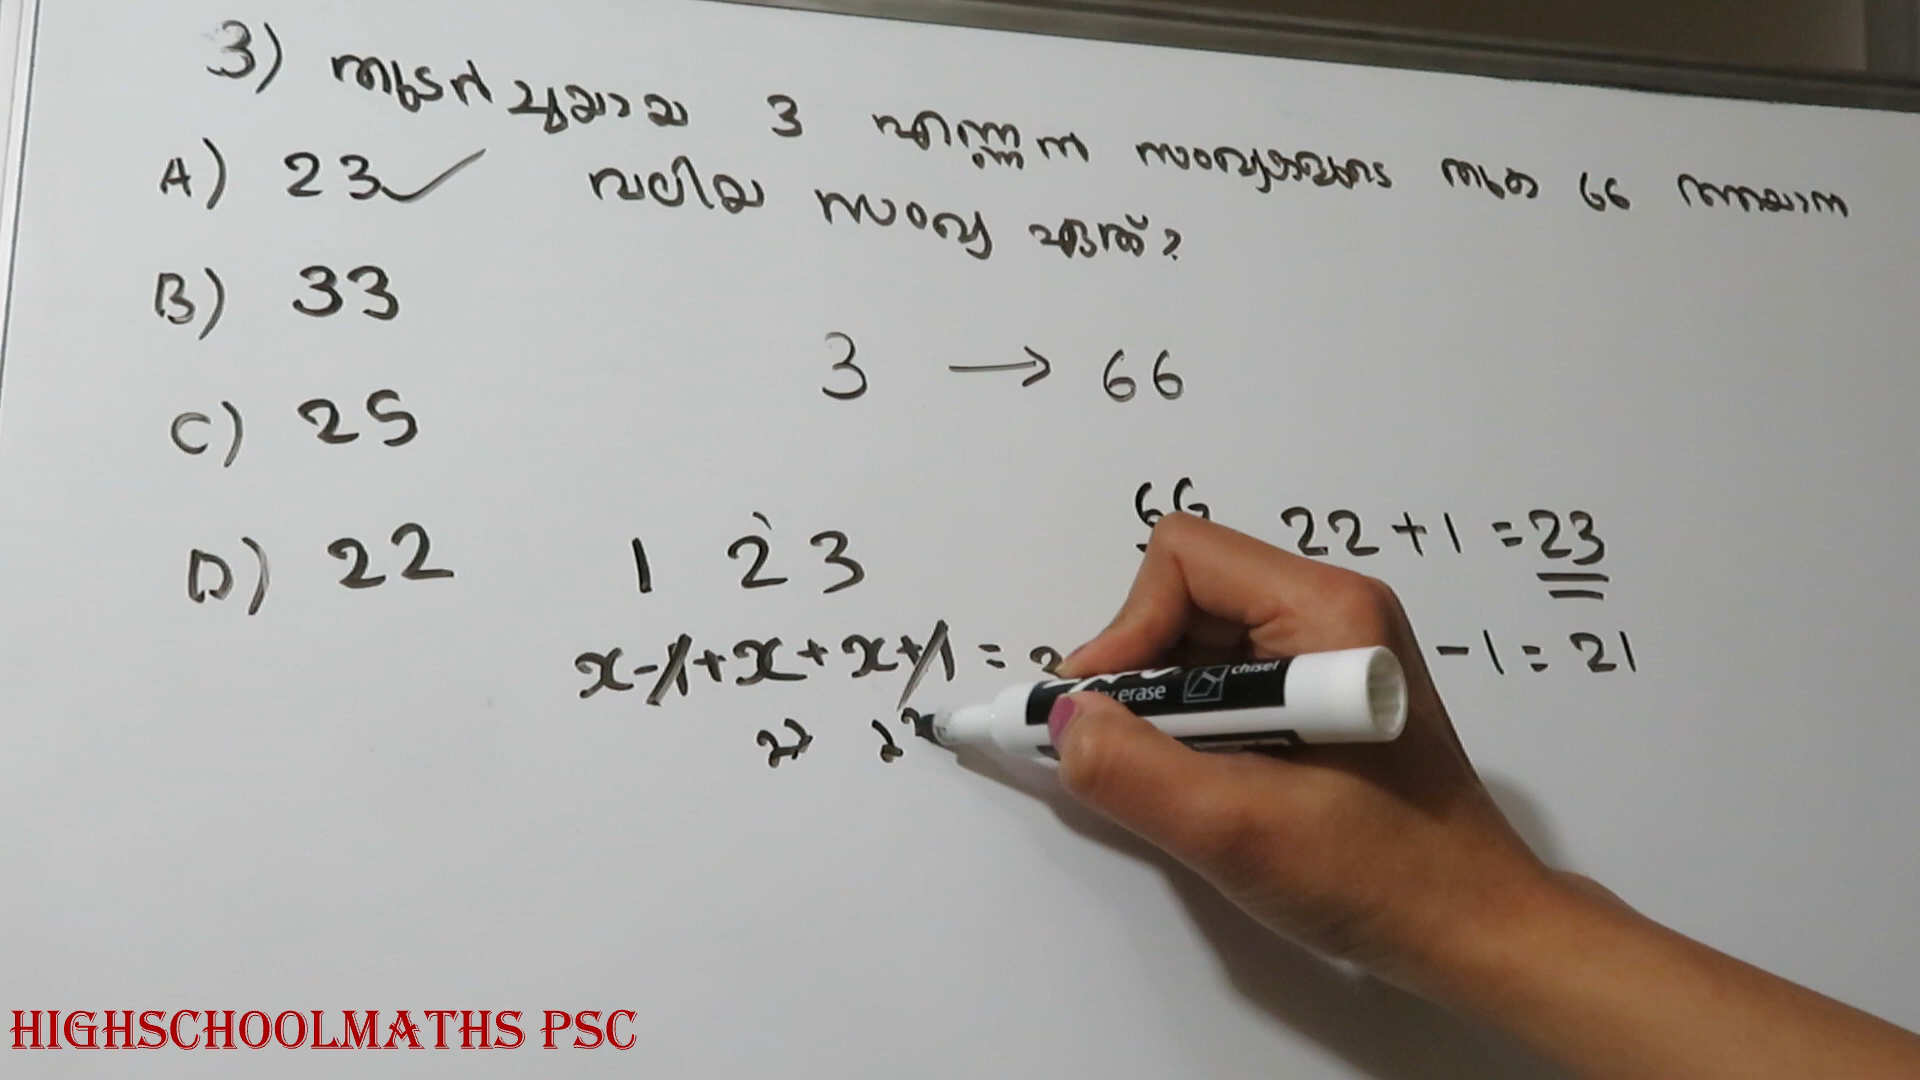 3) തുടർച്ചയായ 3 എണ്ണൽ സംഖ്യകളുടെ തുക 66 ആയാൽ
വലിയ സംഖ്യ ഏത്?
A) 23 ✓
B) 33
C) 25
D) 22
3 → 66
1 2 3
66
22 + 1 = 23
x-1+x+x+1 =
- 1 = 21
HIGHSCHOOLMATHS PSC